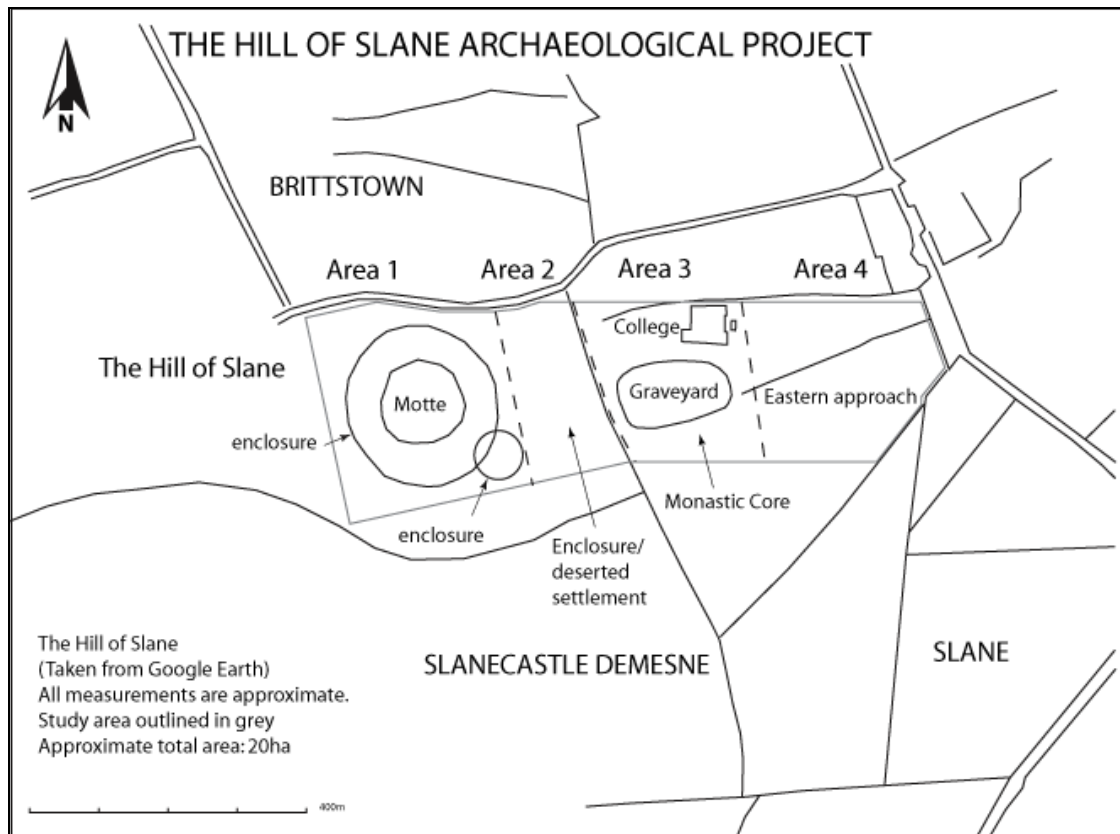 THE HILL OF SLANE ARCHAEOLOGICAL PROJECT
N
BRITTSTOWN
Area 1
Area 2
Area 3
Area 4
College
The Hill of Slane
Motte
Graveyard
Eastern approach
enclosure
Monastic Core
enclosure
Enclosure/
deserted
settlement
The Hill of Slane
(Taken from Google Earth)
All measurements are approximate.
Study area outlined in grey
Approximate total area: 20ha
SLANECASTLE DEMESNE
SLANE
400m